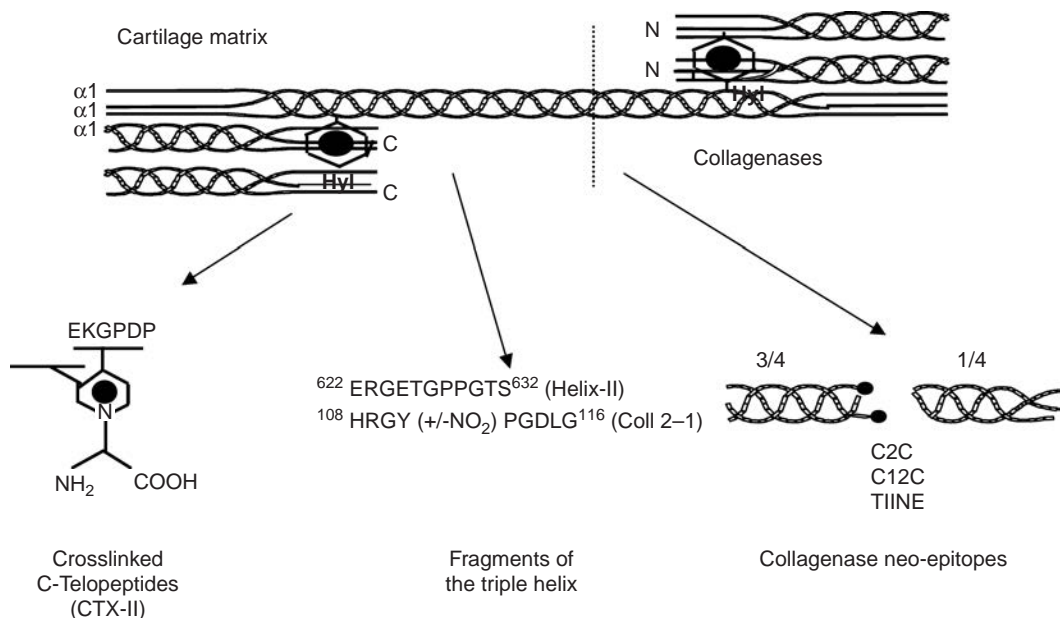 Cartilage matrix
N
N
α1
α1
α1
Hyl
C
Hyl
C
Collagenases
EKGPDP
N
NH₂
COOH
⁶²² ERGETGPPGTS⁶³² (Helix-II)
¹⁰⁸ HRGY (+/-NO₂) PGDLG¹¹⁶ (Coll 2–1)
3/4
1/4
C2C
C12C
TIINE
Crosslinked
C-Telopeptides
(CTX-II)
Fragments of
the triple helix
Collagenase neo-epitopes